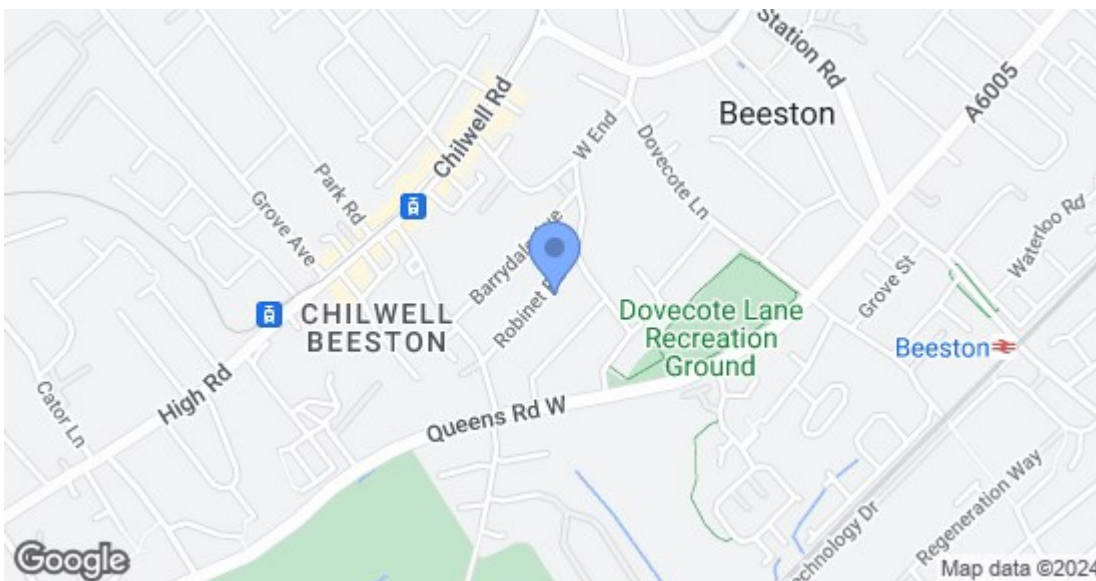 Station Rd
A6005
Chilwell Rd
Beeston
W End
Dovecote Ln
Park Rd
Grove Ave
Waterloo Rd
Barrydale Ave
Robinet
Grove St
CHILWELL
BEESTON
Dovecote Lane
Recreation
Ground
Beeston
Cator Ln
High Rd
Queens Rd W
Regeneration Way
Technology Dr
Google
Map data ©2024